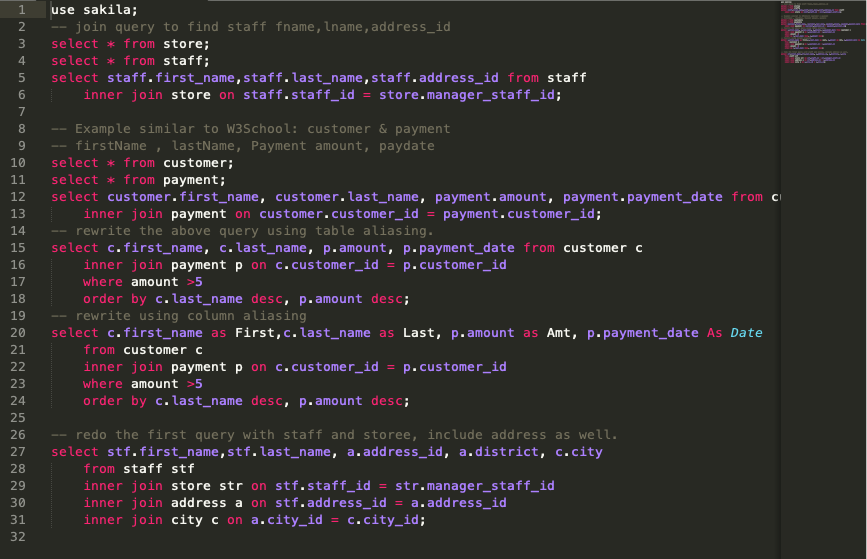 1 use sakila;
2 -- join query to find staff fname,lname,address_id
3 select * from store;
4 select * from staff;
5 select staff.first_name,staff.last_name,staff.address_id from staff
6 inner join store on staff.staff_id = store.manager_staff_id;
7
8 -- Example similar to W3School: customer & payment
9 -- firstName , lastName, Payment amount, paydate
10 select * from customer;
11 select * from payment;
12 select customer.first_name, customer.last_name, payment.amount, payment.payment_date from c
13 inner join payment on customer.customer_id = payment.customer_id;
14 -- rewrite the above query using table aliasing.
15 select c.first_name, c.last_name, p.amount, p.payment_date from customer c
16 inner join payment p on c.customer_id = p.customer_id
17 where amount >5
18 order by c.last_name desc, p.amount desc;
19 -- rewrite using column aliasing
20 select c.first_name as First,c.last_name as Last, p.amount as Amt, p.payment_date As Date
21 from customer c
22 inner join payment p on c.customer_id = p.customer_id
23 where amount >5
24 order by c.last_name desc, p.amount desc;
25
26 -- redo the first query with staff and storee, include address as well.
27 select stf.first_name,stf.last_name, a.address_id, a.district, c.city
28 from staff stf
29 inner join store str on stf.staff_id = str.manager_staff_id
30 inner join address a on stf.address_id = a.address_id
31 inner join city c on a.city_id = c.city_id;
32